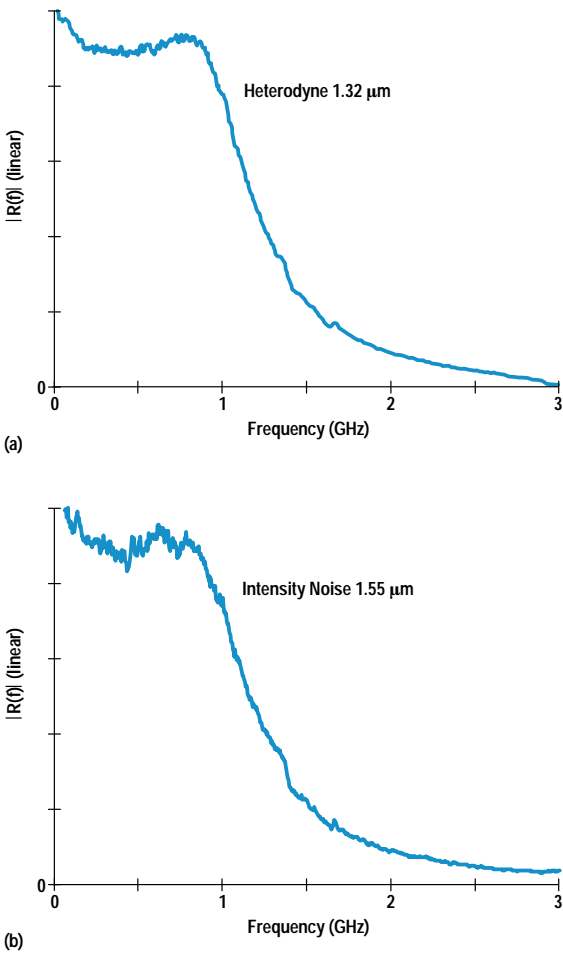 |R(f)| (linear)
Heterodyne 1.32 μm
0
0 1 2 3
Frequency (GHz)
(a)
|R(f)| (linear)
Intensity Noise 1.55 μm
0
0 1 2 3
Frequency (GHz)
(b)